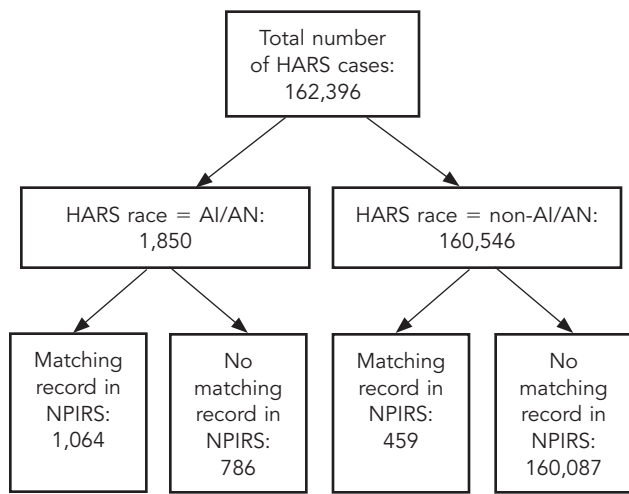 Total number
of HARS cases:
162,396
HARS race = AI/AN:
1,850
HARS race = non-AI/AN:
160,546
Matching
record in
NPIRS:
1,064
No
matching
record in
NPIRS:
786
Matching
record in
NPIRS:
459
No
matching
record in
NPIRS:
160,087